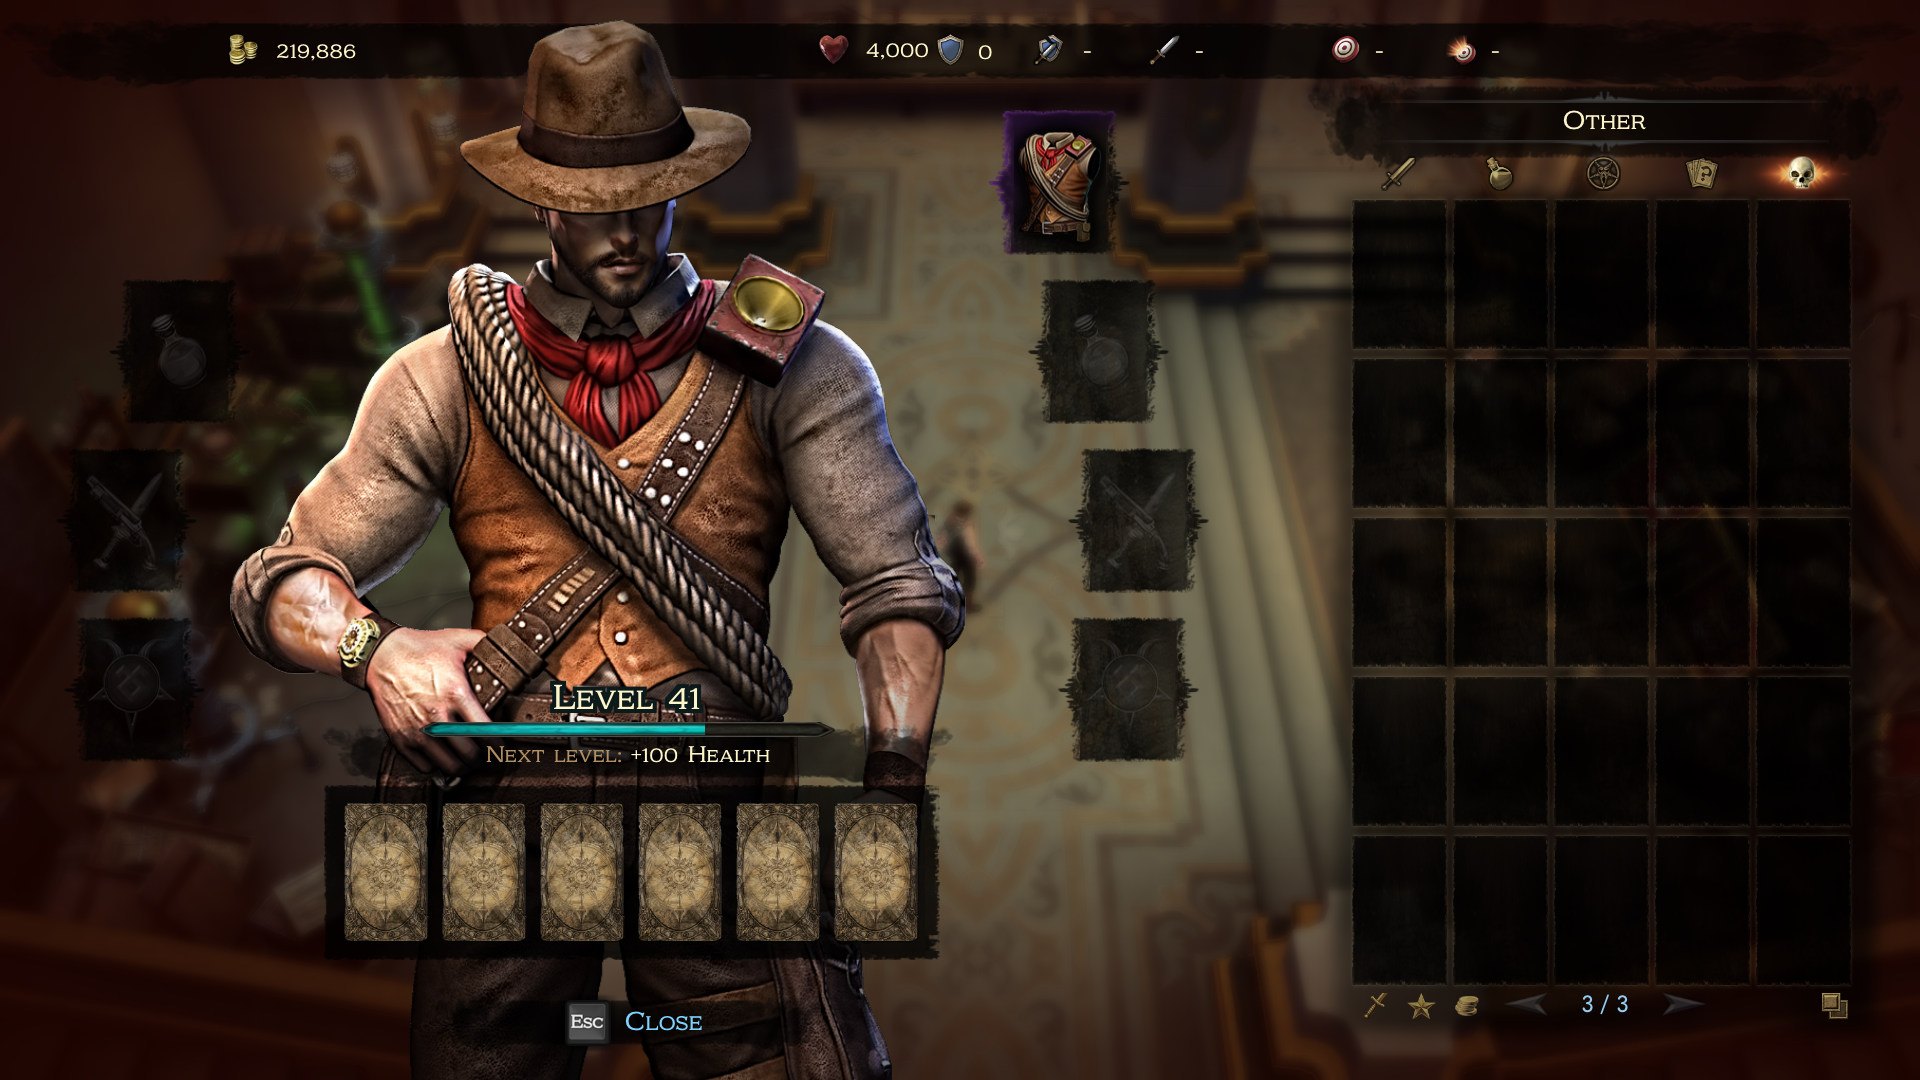 219,886
4,000
0
-
-
-
-
Other
Level 41
Next level: +100 Health
Esc
Close
3 / 3